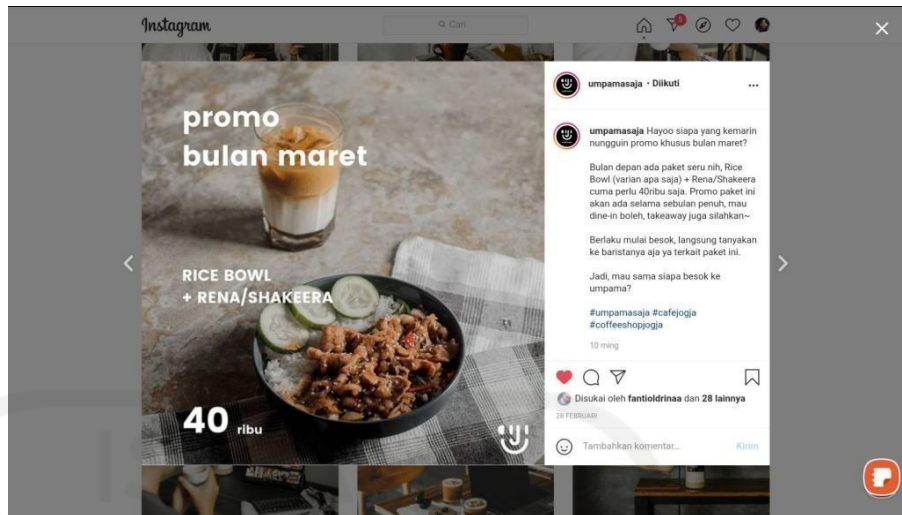 Instagram
Cari
6
promo
bulan maret
RICE BOWL
+ RENA/SHAKEERA
40 ribu
umpamasaja • Diikuti
umpamasaja Hayoo siapa yang kemarin
nungguin promo khusus bulan maret?
Bulan depan ada paket seru nih, Rice
Bowl (varian apa saja) + Rena/Shakeera
cuma perlu 40ribu saja. Promo paket ini
akan ada selama sebulan penuh, mau
dine-in boleh, takeaway juga silahkan~
Berlaku mulai besok, langsung tanyakan
ke baristanya aja ya terkait paket ini.
Jadi, mau sama siapa besok ke
umpama?
#umpamasaja #cafejogja
#coffeeshopjogja
10 ming
Disukai oleh fantioldrinaa dan 28 lainnya
28 FEBRUARI
Tambahkan komentar...
Kirim